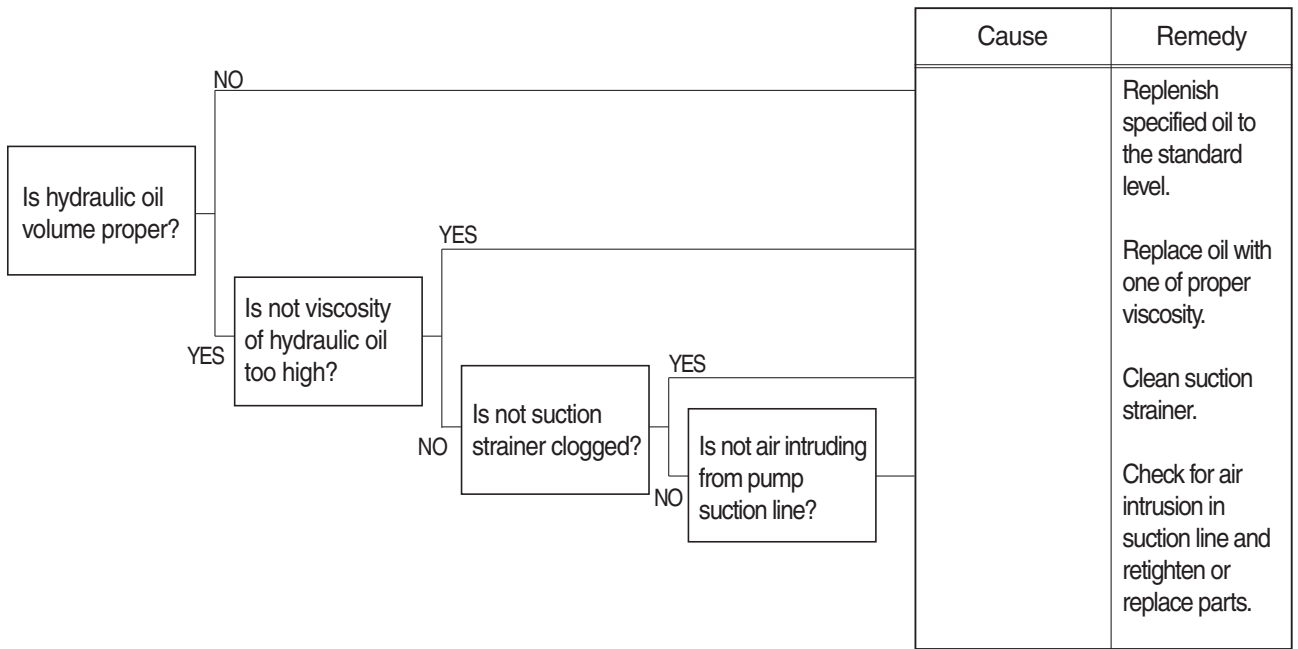 Cause
Remedy
NO
Replenish
specified oil to
the standard
level.
Is hydraulic oil
volume proper?
YES
YES
Replace oil with
one of proper
viscosity.
Is not viscosity
of hydraulic oil
too high?
NO
YES
Clean suction
strainer.
Is not suction
strainer clogged?
NO
Is not air intruding
from pump
suction line?
Check for air
intrusion in
suction line and
retighten or
replace parts.